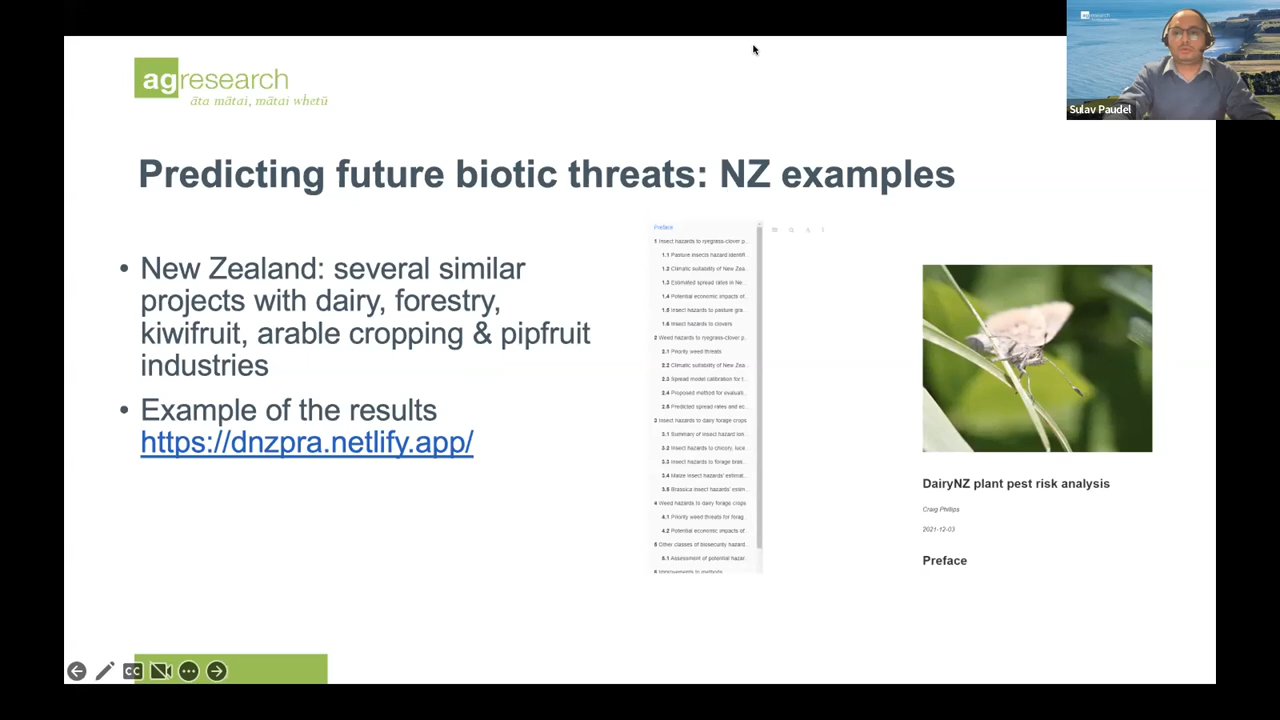 agresearch
āta mātai, mātai whetū
agresearch
Sulav Paudel
Predicting future biotic threats: NZ examples
• New Zealand: several similar
projects with dairy, forestry,
kiwifruit, arable cropping & pipfruit
industries
• Example of the results
https://dnzpra.netlify.app/
Preface
1 Insect hazards to ryegrass-clover p...
1.1 Pasture insects hazard identifi...
1.2 Climatic suitability of New Zea...
1.3 Estimated spread rates in Ne...
1.4 Potential economic impacts of...
1.5 Insect hazards to pasture gra...
1.6 Insect hazards to clovers
2 Weed hazards to ryegrass-clover p...
2.1 Priority weed threats
2.2 Climatic suitability of New Zea...
2.3 Spread model calibration for t...
2.4 Proposed method for evaluati...
2.5 Predicted spread rates and ec...
3 Insect hazards to dairy forage crops
3.1 Summary of insect hazard ide...
3.2 Insect hazards to chicory, luce...
3.3 Insect hazards to forage bras...
3.4 Maize insect hazards' estimat...
3.5 Brassica insect hazards' estim...
4 Weed hazards to dairy forage crops
4.1 Priority weed threats for forag...
4.2 Potential economic impacts of...
5 Other classes of biosecurity hazard...
5.1 Assessment of potential hazar...
6 Improvements to methods
DairyNZ plant pest risk analysis
Craig Phillips
2021-12-03
Preface
CC